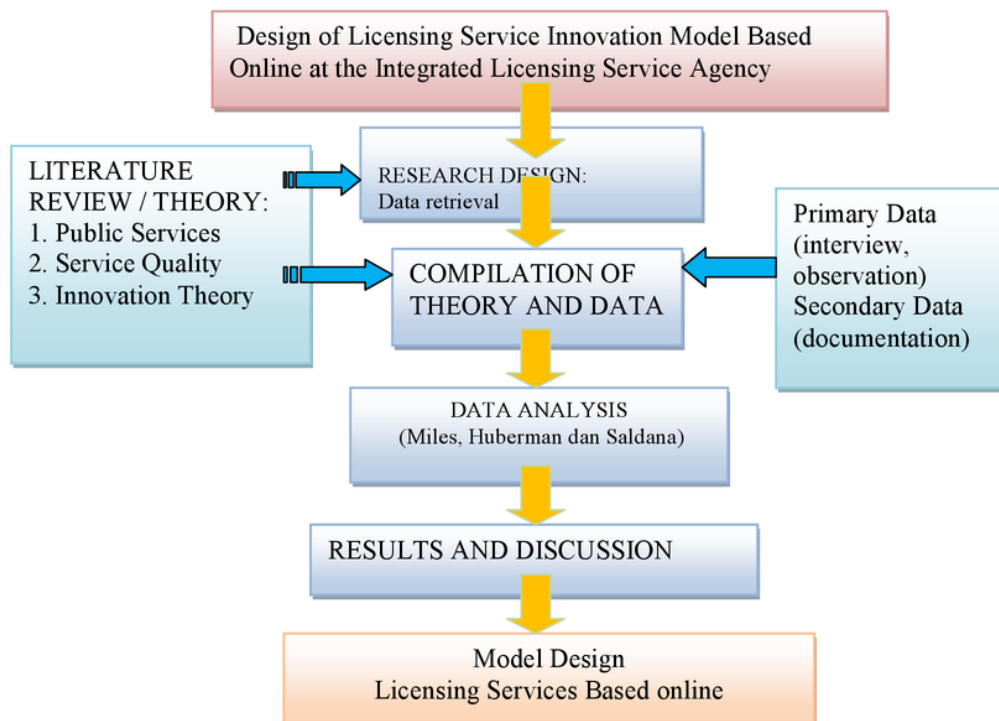 Design of Licensing Service Innovation Model Based
Online at the Integrated Licensing Service Agency
LITERATURE
REVIEW / THEORY:
1. Public Services
2. Service Quality
3. Innovation Theory
RESEARCH DESIGN:
Data retrieval
Primary Data
(interview,
observation)
Secondary Data
(documentation)
COMPILATION OF
THEORY AND DATA
DATA ANALYSIS
(Miles, Huberman dan Saldana)
RESULTS AND DISCUSSION
Model Design
Licensing Services Based online